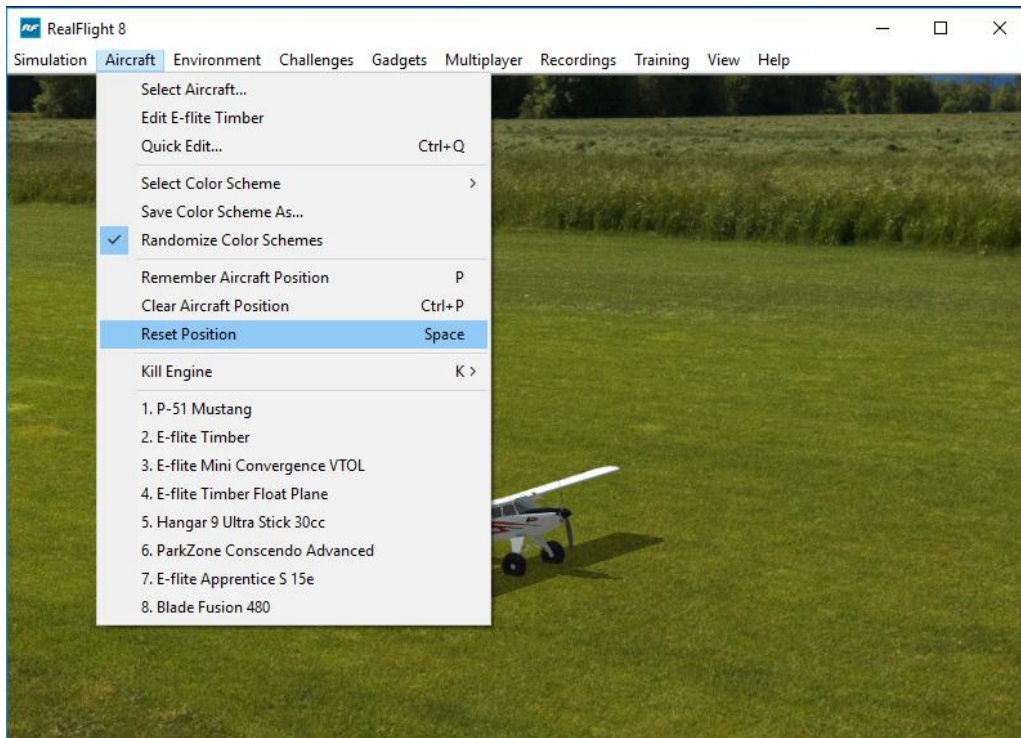 RF RealFlight 8
Simulation Aircraft Environment Challenges Gadgets Multiplayer Recordings Training View Help
Select Aircraft...
Edit E-flite Timber
Quick Edit... Ctrl+Q
Select Color Scheme >
Save Color Scheme As...
Randomize Color Schemes
Remember Aircraft Position P
Clear Aircraft Position Ctrl+P
Reset Position Space
Kill Engine K >
1. P-51 Mustang
2. E-flite Timber
3. E-flite Mini Convergence VTOL
4. E-flite Timber Float Plane
5. Hangar 9 Ultra Stick 30cc
6. ParkZone Conscendo Advanced
7. E-flite Apprentice S 15e
8. Blade Fusion 480